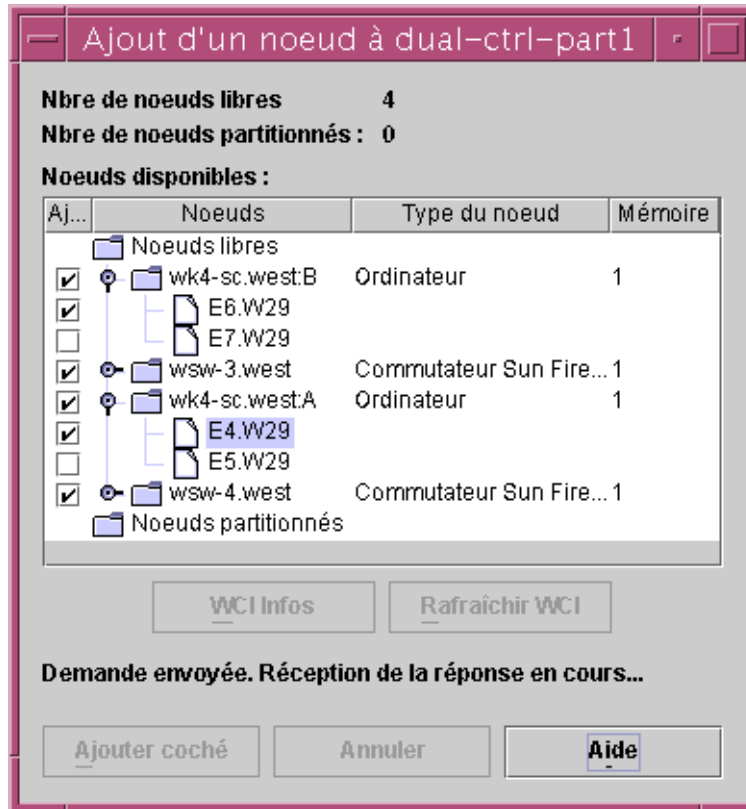 Ajout d'un noeud à dual-ctrl-part1
Nbre de noeuds libres 4
Nbre de noeuds partitionnés : 0
Noeuds disponibles :
Aj... Noeuds Type du noeud Mémoire
Noeuds libres
wk4-sc.west:B Ordinateur 1
E6.W29
E7.W29
wsw-3.west Commutateur Sun Fire... 1
wk4-sc.west:A Ordinateur 1
E4.W29
E5.W29
wsw-4.west Commutateur Sun Fire... 1
Noeuds partitionnés
WCI Infos Rafraîchir WCI
Demande envoyée. Réception de la réponse en cours...
Ajouter coché Annuler Aide